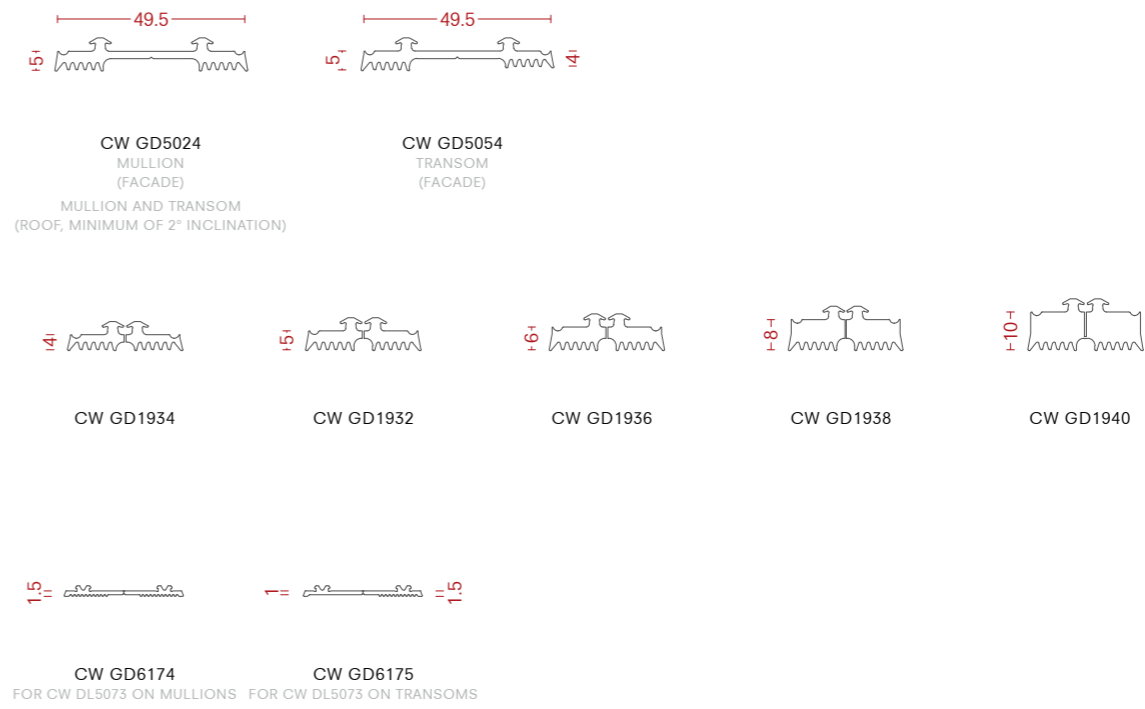 49.5
49.5
5
5
4
CW GD5024
MULLION
(FACADE)
MULLION AND TRANSOM
(ROOF, MINIMUM OF 2° INCLINATION)
CW GD5054
TRANSOM
(FACADE)
4
5
6
8
10
CW GD1934
CW GD1932
CW GD1936
CW GD1938
CW GD1940
1.5
1
1.5
CW GD6174
FOR CW DL5073 ON MULLIONS
CW GD6175
FOR CW DL5073 ON TRANSOMS